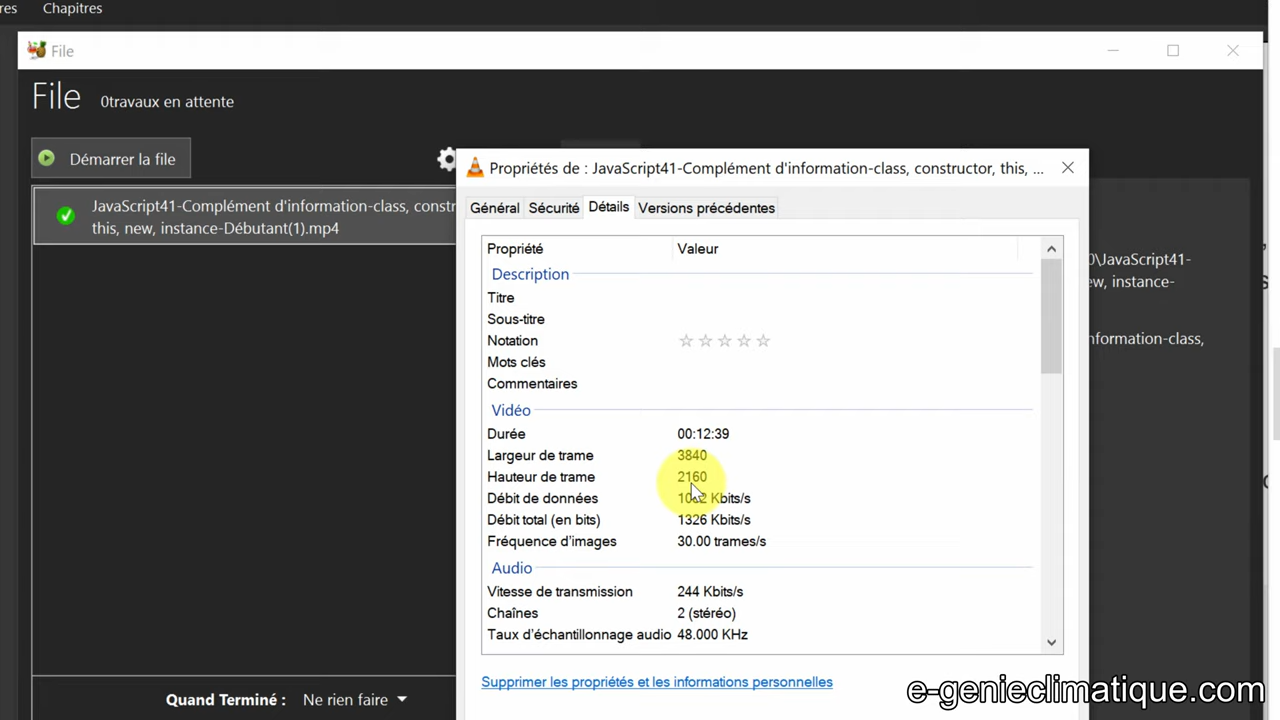 res Chapitres
File
File 0travaux en attente
Démarrer la file
JavaScript41-Complément d'information-class, constr
this, new, instance-Débutant(1).mp4
Quand Terminé : Ne rien faire
Propriétés de : JavaScript41-Complément d'information-class, constructor, this, ...
Général Sécurité Détails Versions précédentes
Propriété Valeur
Description
Titre
Sous-titre
Notation
Mots clés
Commentaires
Vidéo
Durée 00:12:39
Largeur de trame 3840
Hauteur de trame 2160
Débit de données Kbits/s
Débit total (en bits) 1326 Kbits/s
Fréquence d'images 30.00 trames/s
Audio
Vitesse de transmission 244 Kbits/s
Chaînes 2 (stéréo)
Taux d'échantillonnage audio 48.000 KHz
Supprimer les propriétés et les informations personnelles
0\JavaScript41-
ew, instance-
nformation-class,
e-genieclimatique.com